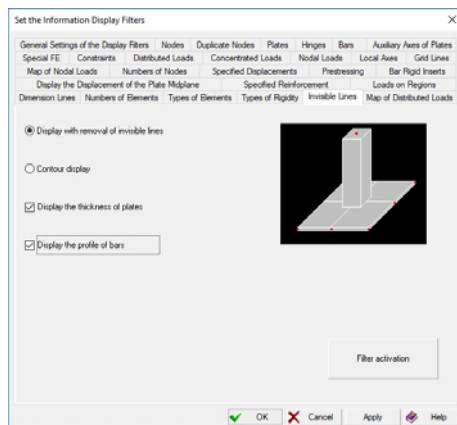 Set the Information Display Filters
General Settings of the Display Filters Nodes Duplicate Nodes Plates Hinges Bars Auxiliary Axes of Plates
Special FE Constraints Distributed Loads Concentrated Loads Nodal Loads Local Axes Grid Lines
Map of Nodal Loads Numbers of Nodes Specified Displacements Prestressing Bar Rigid Inserts
Display the Displacement of the Plate Midplane Specified Reinforcement Loads on Regions
Dimension Lines Numbers of Elements Types of Elements Types of Rigidity Invisible Lines Map of Distributed Loads
Display with removal of invisible lines
Contour display
Display the thickness of plates
Display the profile of bars
Filter activation
OK Cancel Apply Help